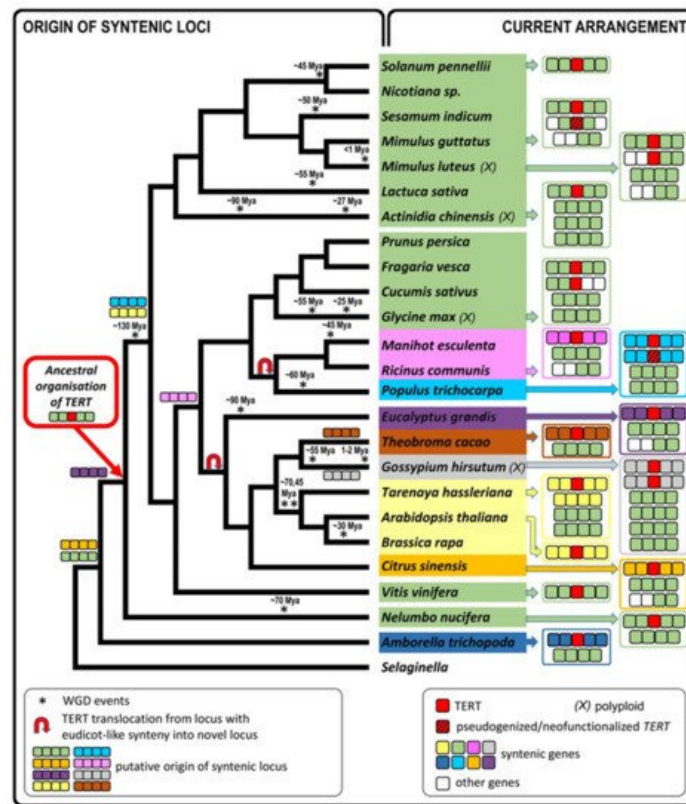 ORIGIN OF SYNTENIC LOCI
CURRENT ARRANGEMENT
~45 Mya
*
Solanum pennellii
Nicotiana sp.
~50 Mya
*
Sesamum indicum
Mimulus guttatus
<1 Mya
*
Mimulus luteus (X)
~55 Mya
*
Lactuca sativa
~90 Mya
*
~27 Mya
*
Actinidia chinensis (X)
Prunus persica
Fragaria vesca
Cucumis sativus
~55 Mya
*
~25 Mya
*
Glycine max (X)
~130 Mya
*
~45 Mya
*
Manihot esculenta
Ricinus communis
~60 Mya
*
Populus trichocarpa
Ancestral
organisation
of TERT
~90 Mya
*
Eucalyptus grandis
Theobroma cacao
~55 Mya
*
1-2 Mya
*
Gossypium hirsutum (X)
~70,45
Mya
* *
Tarenaya hassleriana
Arabidopsis thaliana
~30 Mya
*
Brassica rapa
Citrus sinensis
Vitis vinifera
~70 Mya
*
Nelumbo nucifera
Amborella trichopoda
Selaginella
* WGD events
TERT translocation from locus with
eudicot-like synteny into novel locus
putative origin of syntenic locus
TERT
(X) polyploid
pseudogenized/neofunctionalized TERT
syntenic genes
other genes